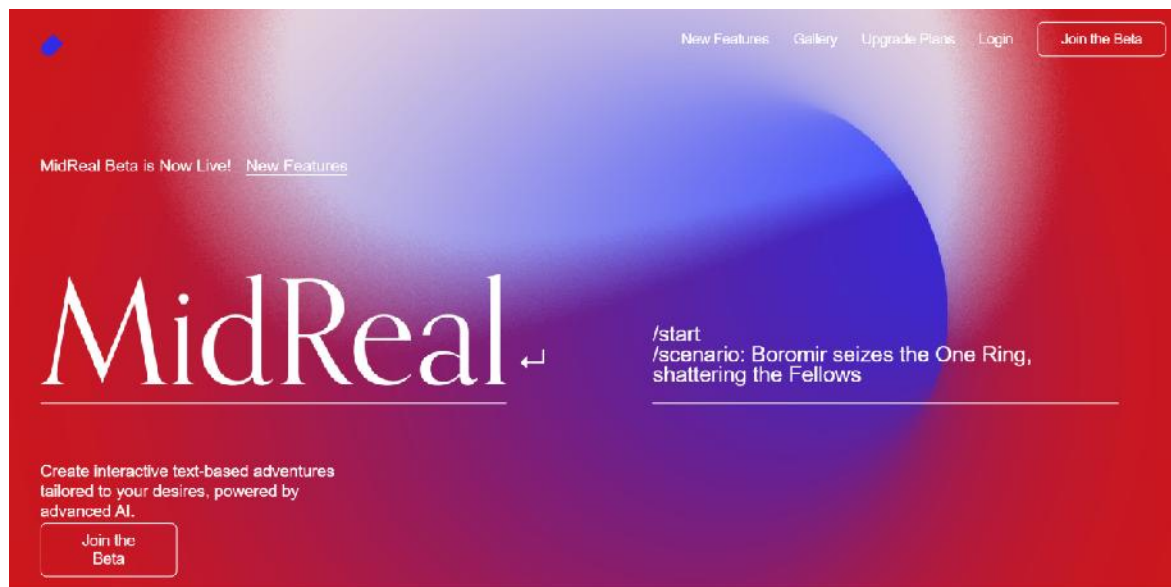 New Features Gallery Upgrade Plans Login Join the Beta
MidReal Beta is Now Live! New Features
MidReal
/start
/scenario: Boromir seizes the One Ring,
shattering the Fellows
Create interactive text-based adventures
tailored to your desires, powered by
advanced AI.
Join the
Beta